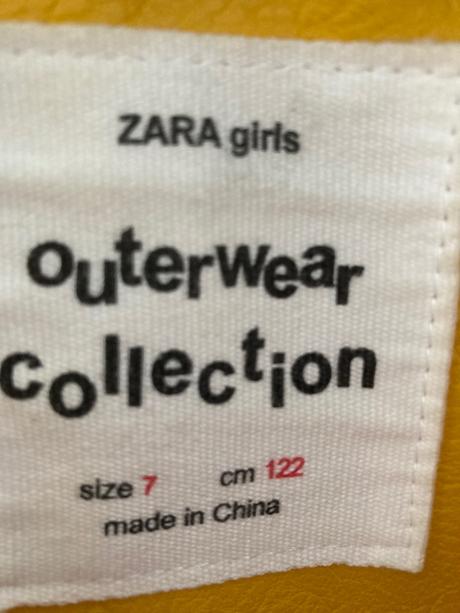 ZARA girls
outerwear
collection
size 7 cm 122
made in China